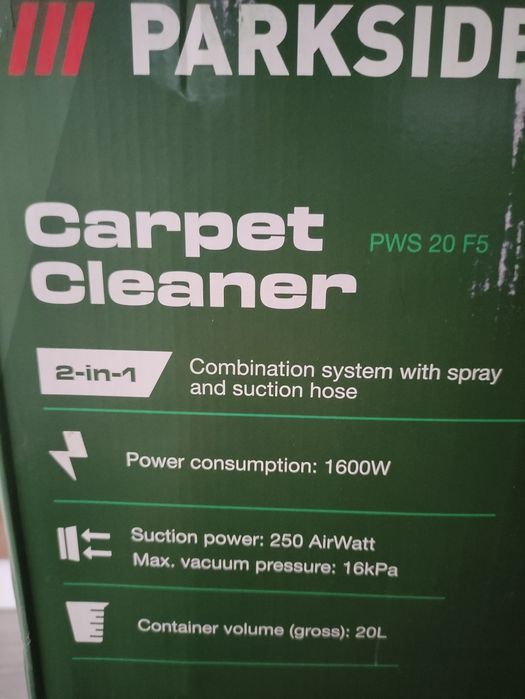 PARKSIDE
Carpet
Cleaner
PWS 20 F5
2-in-1
Combination system with spray
and suction hose
Power consumption: 1600W
Suction power: 250 AirWatt
Max. vacuum pressure: 16kPa
Container volume (gross): 20L